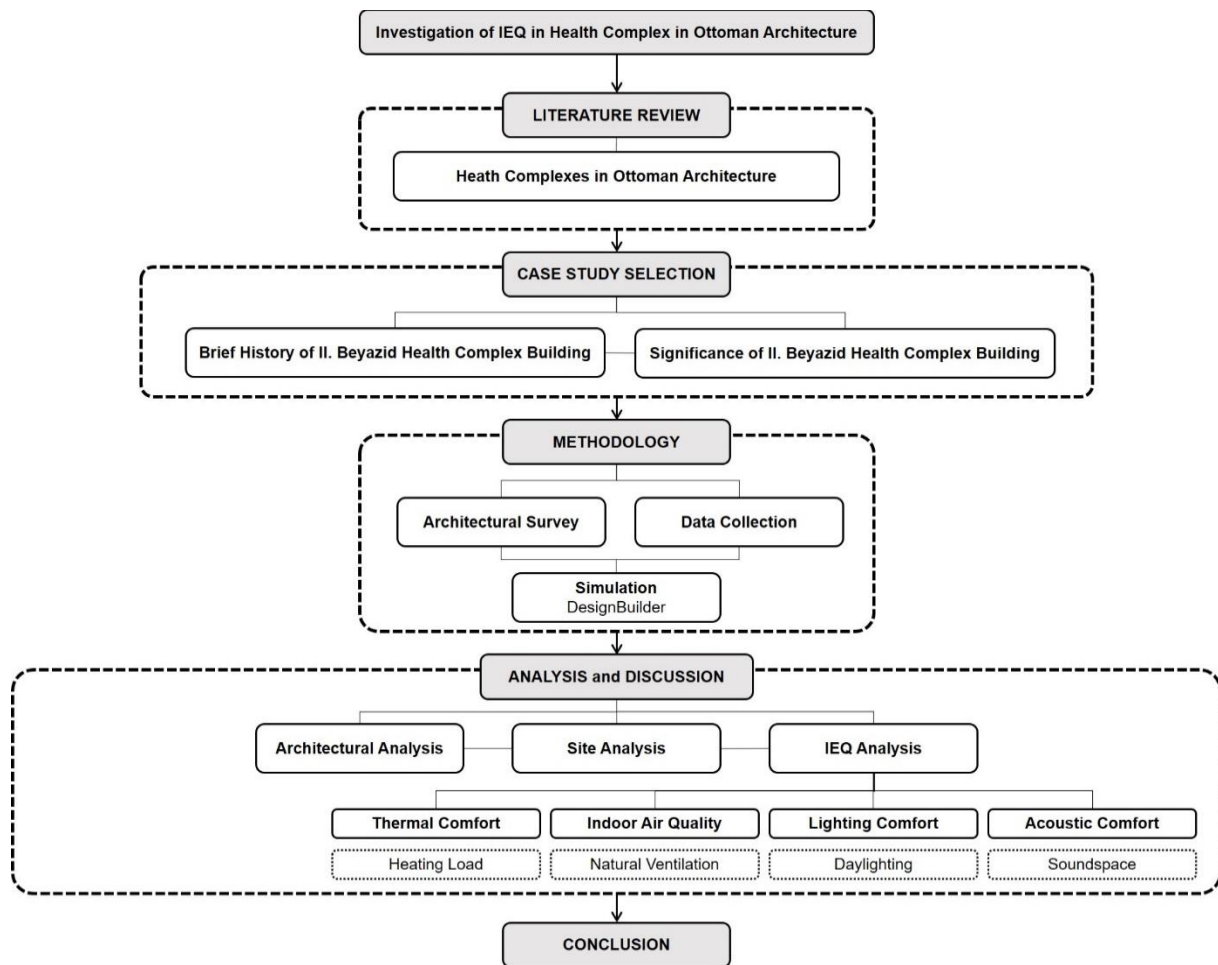 Investigation of IEQ in Health Complex in Ottoman Architecture
LITERATURE REVIEW
Heath Complexes in Ottoman Architecture
CASE STUDY SELECTION
Brief History of II. Beyazid Health Complex Building
Significance of II. Beyazid Health Complex Building
METHODOLOGY
Architectural Survey
Data Collection
Simulation
DesignBuilder
ANALYSIS and DISCUSSION
Architectural Analysis
Site Analysis
IEQ Analysis
Thermal Comfort
Indoor Air Quality
Lighting Comfort
Acoustic Comfort
Heating Load
Natural Ventilation
Daylighting
Soundspace
CONCLUSION